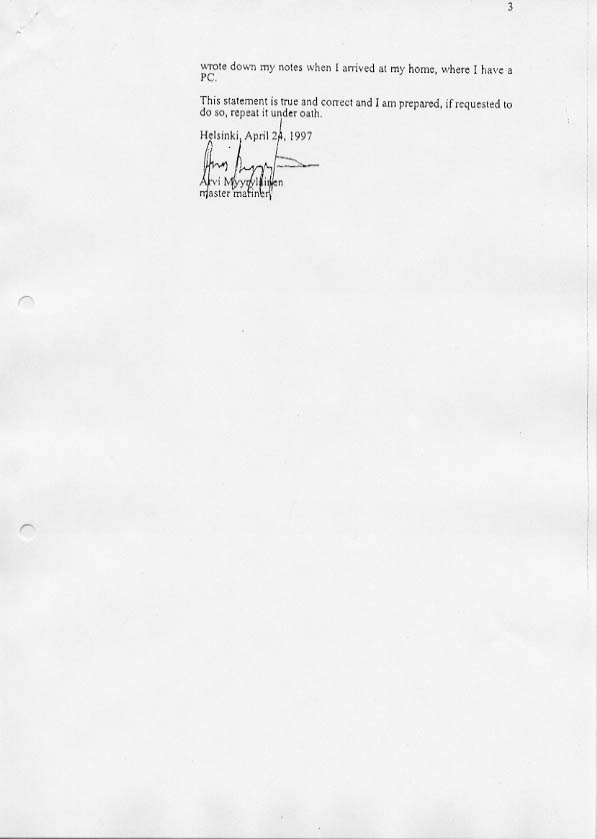 3
wrote down my notes when I arrived at my home, where I have a
PC.
This statement is true and correct and I am prepared, if requested to
do so, repeat it under oath.
Helsinki, April 24, 1997
Arvi Myyryläinen
master mariner